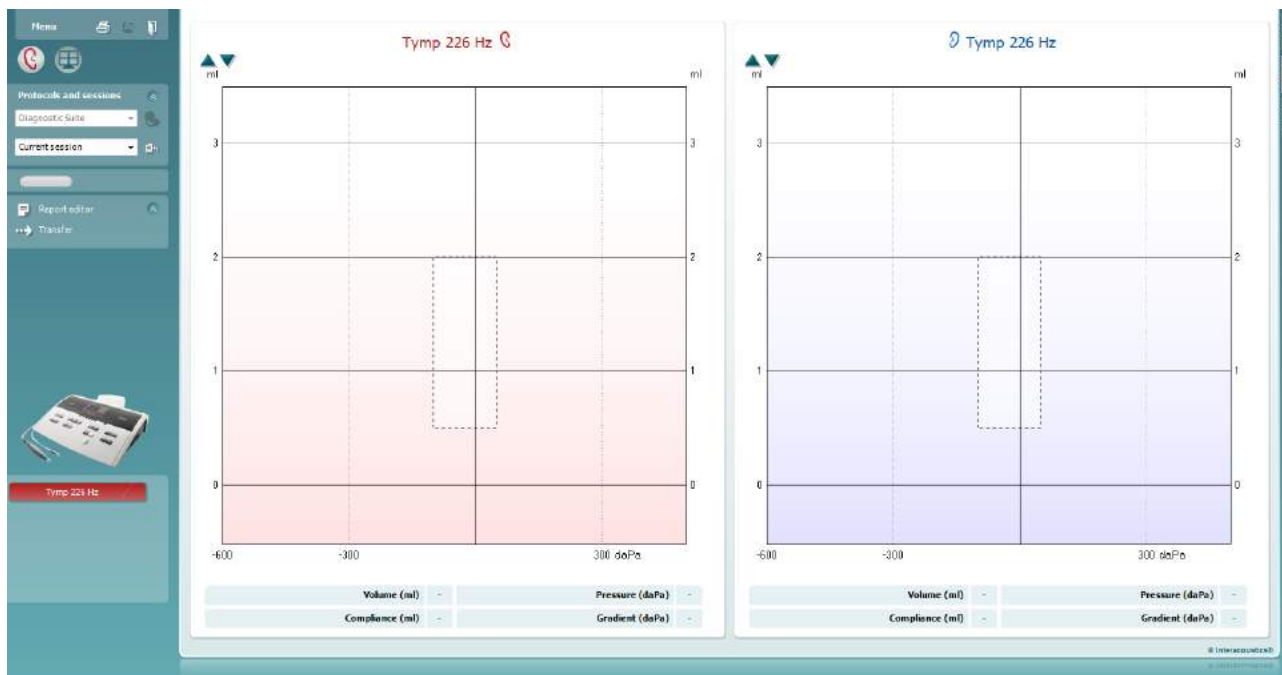 Menu
Protocols and sessions
Diagnostic Suite
Current session
Report editor
Transfer
Tymp 226 Hz
Tymp 226 Hz
ml
ml
3
3
2
2
1
1
0
0
-600
-300
300 daPa
Volume (ml) -
Pressure (daPa) -
Compliance (ml) -
Gradient (daPa) -
Tymp 226 Hz
ml
ml
3
3
2
2
1
1
0
0
-600
-300
300 daPa
Volume (ml) -
Pressure (daPa) -
Compliance (ml) -
Gradient (daPa) -
© Interacoustics®